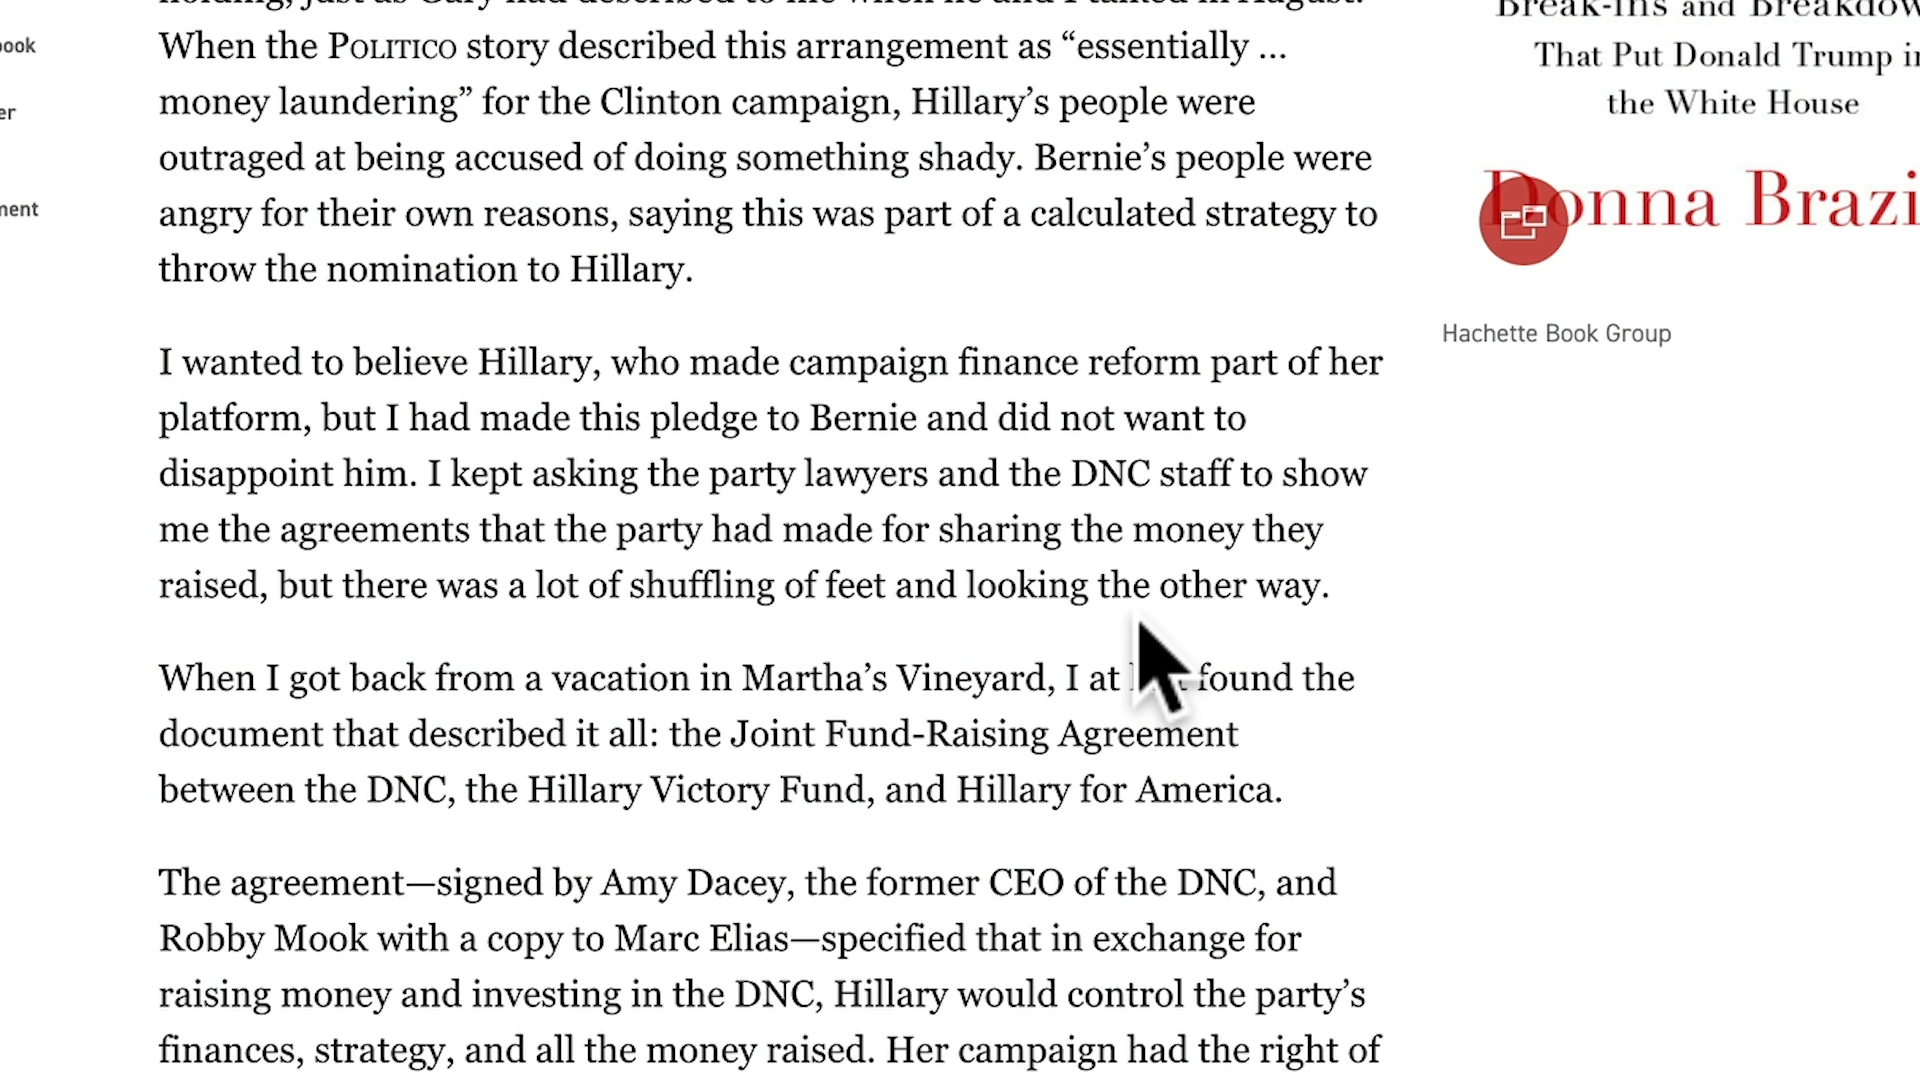 When the POLITICO story described this arrangement as “essentially …
money laundering” for the Clinton campaign, Hillary’s people were
outraged at being accused of doing something shady. Bernie’s people were
angry for their own reasons, saying this was part of a calculated strategy to
throw the nomination to Hillary.
I wanted to believe Hillary, who made campaign finance reform part of her
platform, but I had made this pledge to Bernie and did not want to
disappoint him. I kept asking the party lawyers and the DNC staff to show
me the agreements that the party had made for sharing the money they
raised, but there was a lot of shuffling of feet and looking the other way.
When I got back from a vacation in Martha’s Vineyard, I at found the
document that described it all: the Joint Fund-Raising Agreement
between the DNC, the Hillary Victory Fund, and Hillary for America.
The agreement—signed by Amy Dacey, the former CEO of the DNC, and
Robby Mook with a copy to Marc Elias—specified that in exchange for
raising money and investing in the DNC, Hillary would control the party’s
finances, strategy, and all the money raised. Her campaign had the right of
Break-ins and
That Put Donald Trump
the White House
Donna Brazi
Hachette Book Group